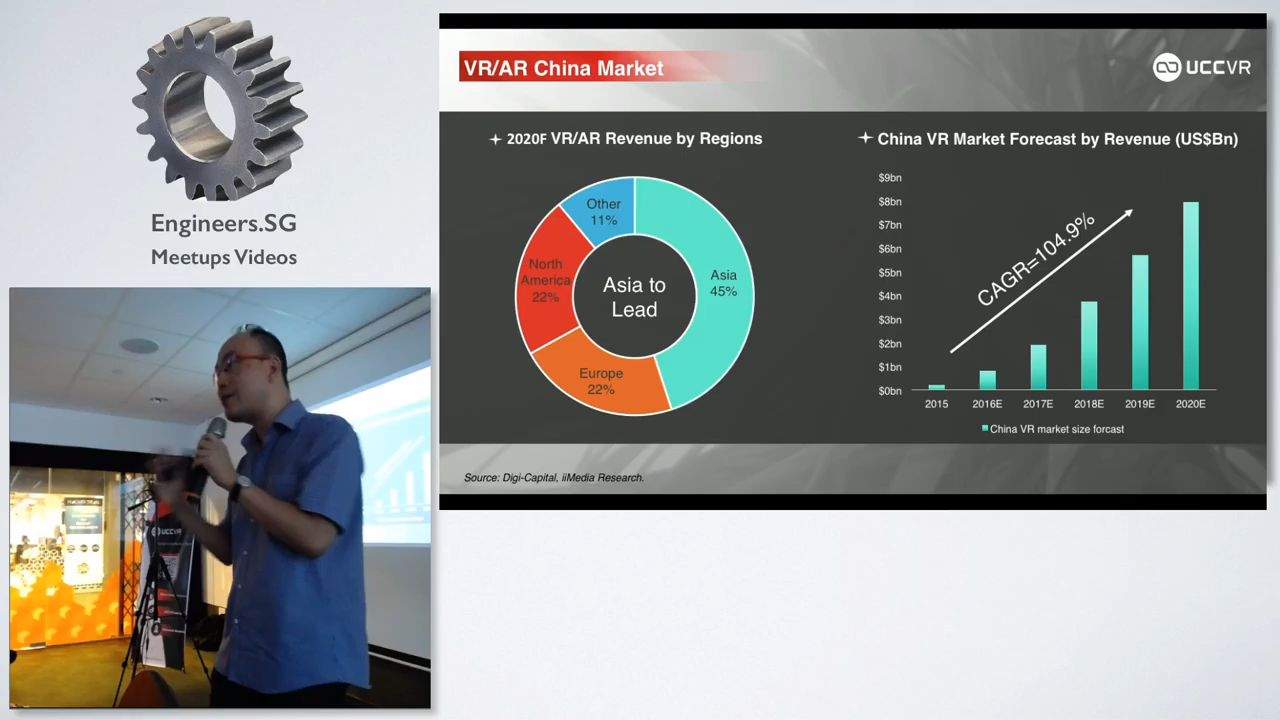 Engineers.SG
Meetups Videos
VR/AR China Market
UCCVR
2020F VR/AR Revenue by Regions
Other
11%
North
America
22%
Asia to
Lead
Asia
45%
Europe
22%
China VR Market Forecast by Revenue (US$Bn)
$9bn
$8bn
$7bn
$6bn
$5bn
$4bn
$3bn
$2bn
$1bn
$0bn
CAGR=104.9%
2015 2016E 2017E 2018E 2019E 2020E
China VR market size forcast
Source: Digi-Capital, iiMedia Research.
UCCVR